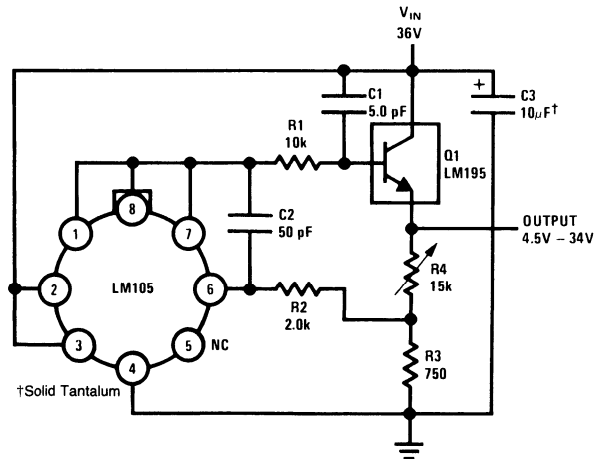 V_IN
36V
C1
5.0 pF
+
C3
10μF†
R1
10k
Q1
LM195
8
1
7
C2
50 pF
OUTPUT
4.5V – 34V
2
LM105
6
R4
15k
R2
2.0k
3
5
NC
4
R3
750
†Solid Tantalum